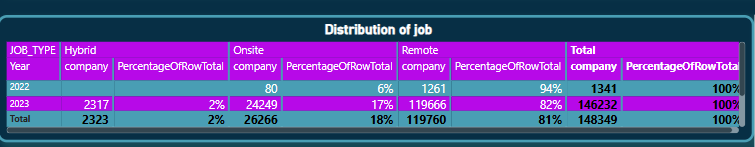 Distribution of job
JOB_TYPE Hybrid Onsite Remote Total
Year company PercentageOfRowTotal company PercentageOfRowTotal company PercentageOfRowTotal company PercentageOfRowTotal
2022 80 6% 1261 94% 1341 100%
2023 2317 2% 24249 17% 119666 82% 146232 100%
Total 2323 2% 26266 18% 119760 81% 148349 100%